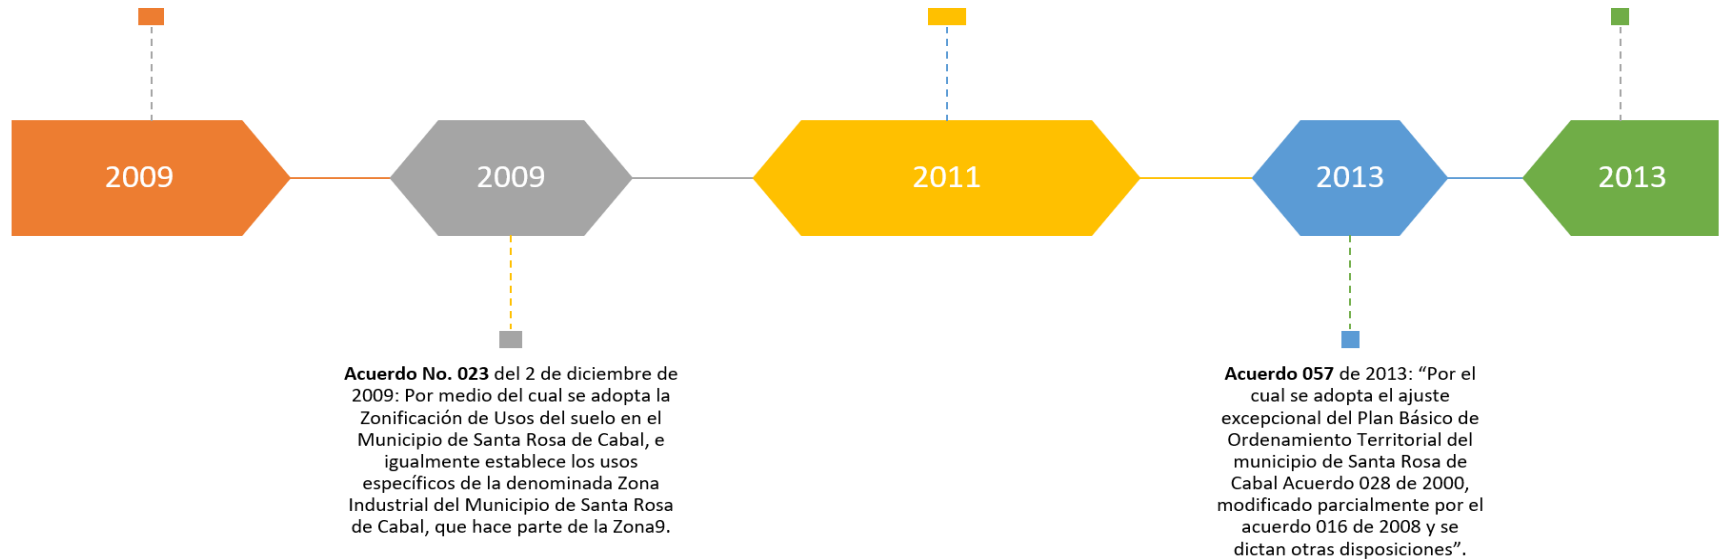 2009
2009
2011
2013
2013
Acuerdo No. 023 del 2 de diciembre de
2009: Por medio del cual se adopta la
Zonificación de Usos del suelo en el
Municipio de Santa Rosa de Cabal, e
igualmente establece los usos
específicos de la denominada Zona
Industrial del Municipio de Santa Rosa
de Cabal, que hace parte de la Zona9.
Acuerdo 057 de 2013: “Por el
cual se adopta el ajuste
excepcional del Plan Básico de
Ordenamiento Territorial del
municipio de Santa Rosa de
Cabal Acuerdo 028 de 2000,
modificado parcialmente por el
acuerdo 016 de 2008 y se
dictan otras disposiciones”.